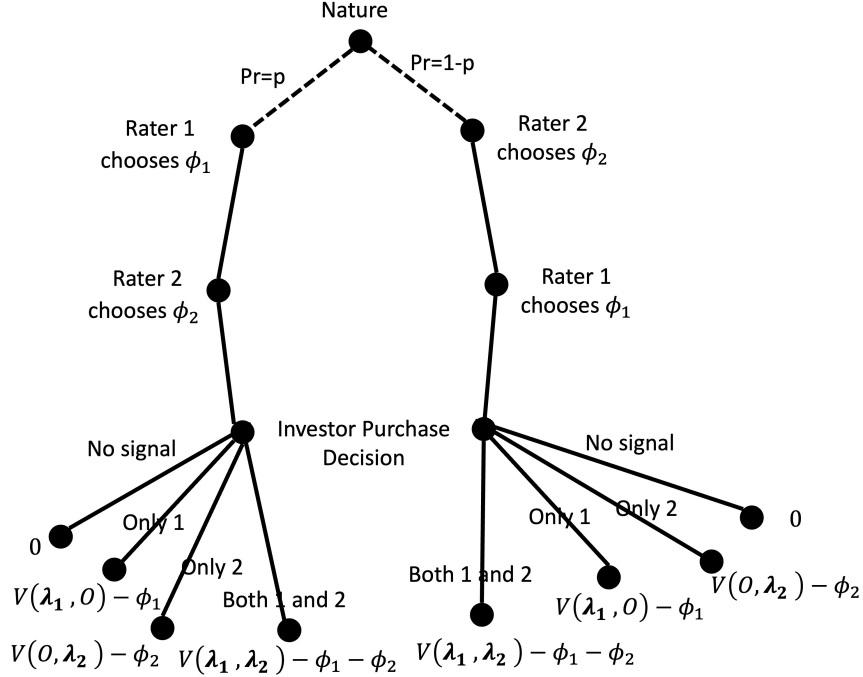 Nature
Pr=p
Pr=1-p
Rater 1
chooses ϕ₁
Rater 2
chooses ϕ₂
Rater 2
chooses ϕ₂
Rater 1
chooses ϕ₁
Investor Purchase
Decision
No signal
Only 1
Only 2
Both 1 and 2
0
V(λ₁, O) − ϕ₁
V(O, λ₂) − ϕ₂
V(λ₁, λ₂) − ϕ₁ − ϕ₂
No signal
Only 2
Only 1
Both 1 and 2
0
V(O, λ₂) − ϕ₂
V(λ₁, O) − ϕ₁
V(λ₁, λ₂) − ϕ₁ − ϕ₂